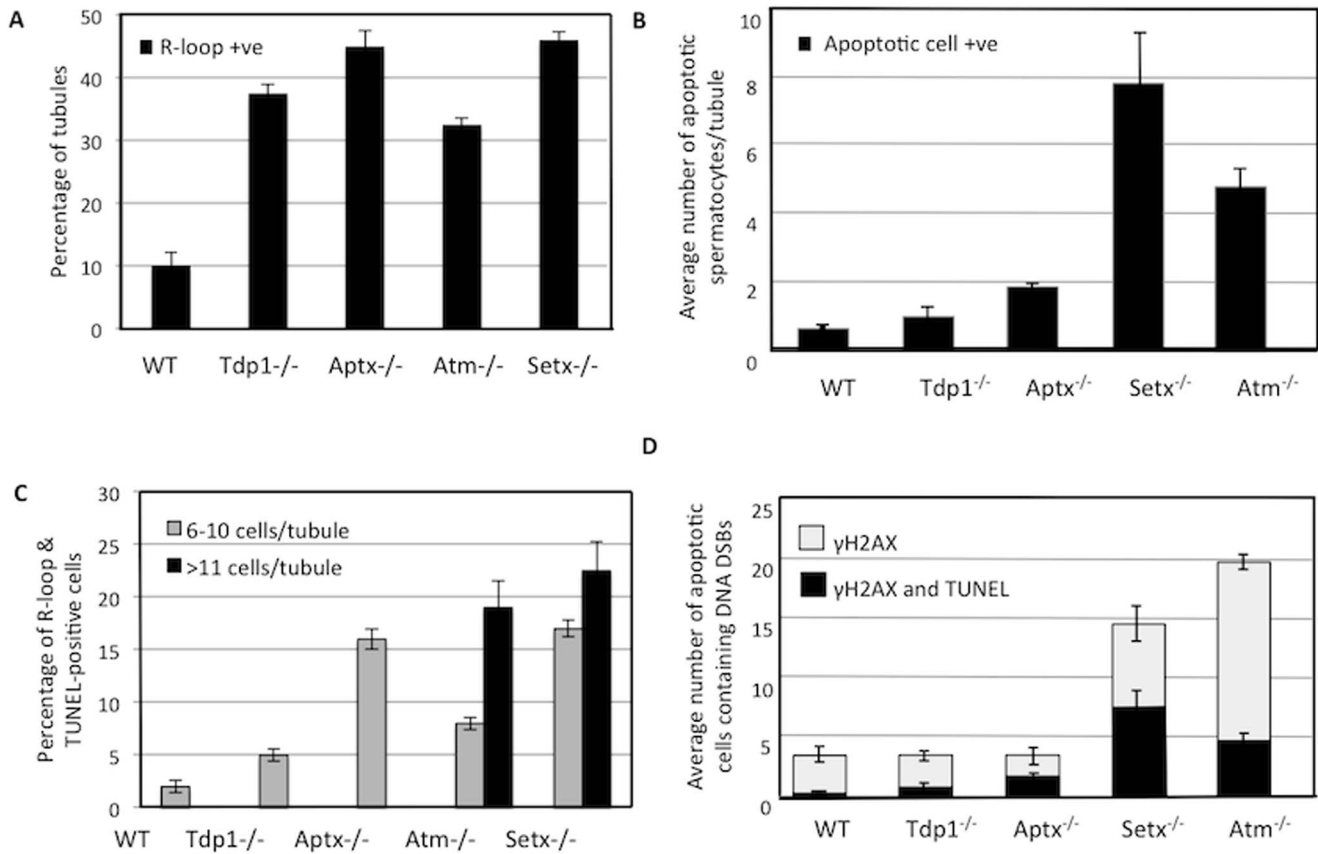 A
Percentage of tubules
50
40
30
20
10
0
R-loop +ve
WT Tdp1-/- Aptx-/- Atm-/- Setx-/-
B
Average number of apoptotic
spermatocytes/tubule
10
8
6
4
2
0
Apoptotic cell +ve
WT Tdp1-/- Aptx-/- Setx-/- Atm-/-
C
Percentage of R-loop &
TUNEL-positive cells
30
25
20
15
10
5
0
6-10 cells/tubule
>11 cells/tubule
WT Tdp1-/- Aptx-/- Atm-/- Setx-/-
D
Average number of apoptotic
cells containing DNA DSBs
25
20
15
10
5
0
γH2AX
γH2AX and TUNEL
WT Tdp1-/- Aptx-/- Setx-/- Atm-/-